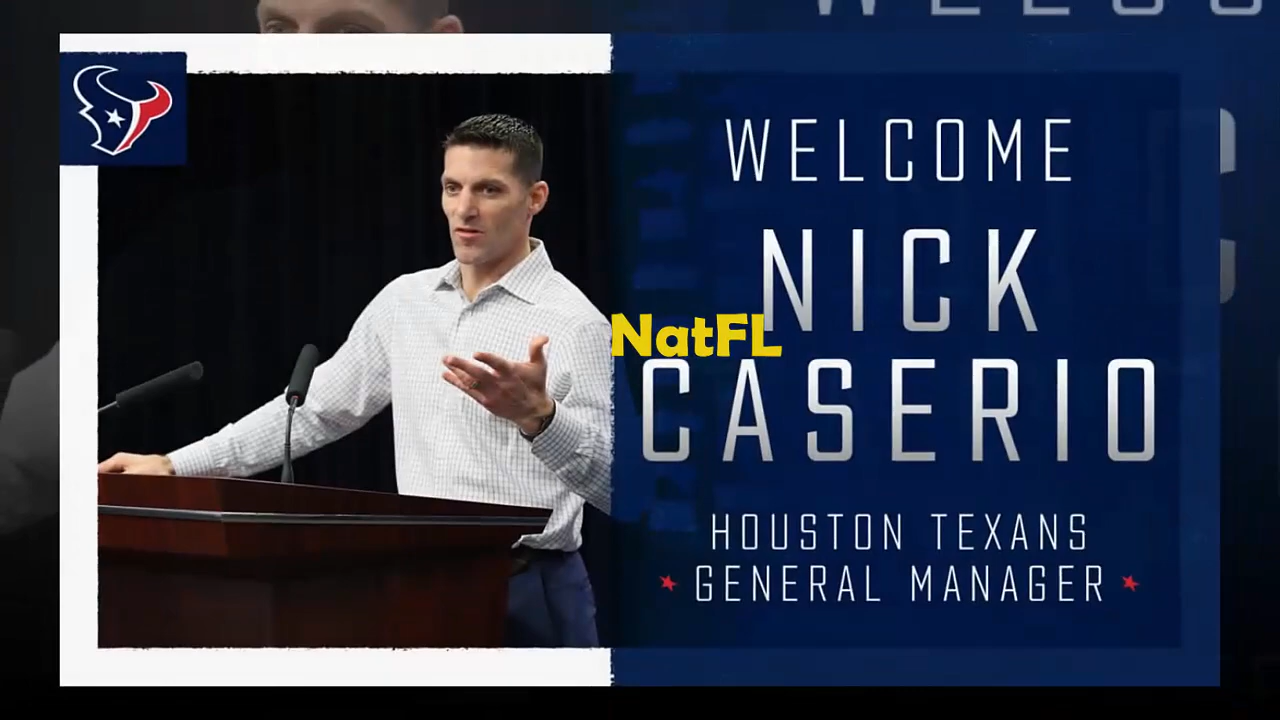 WELCOME
NICK
NatFL
CASERIO
HOUSTON TEXANS
GENERAL MANAGER